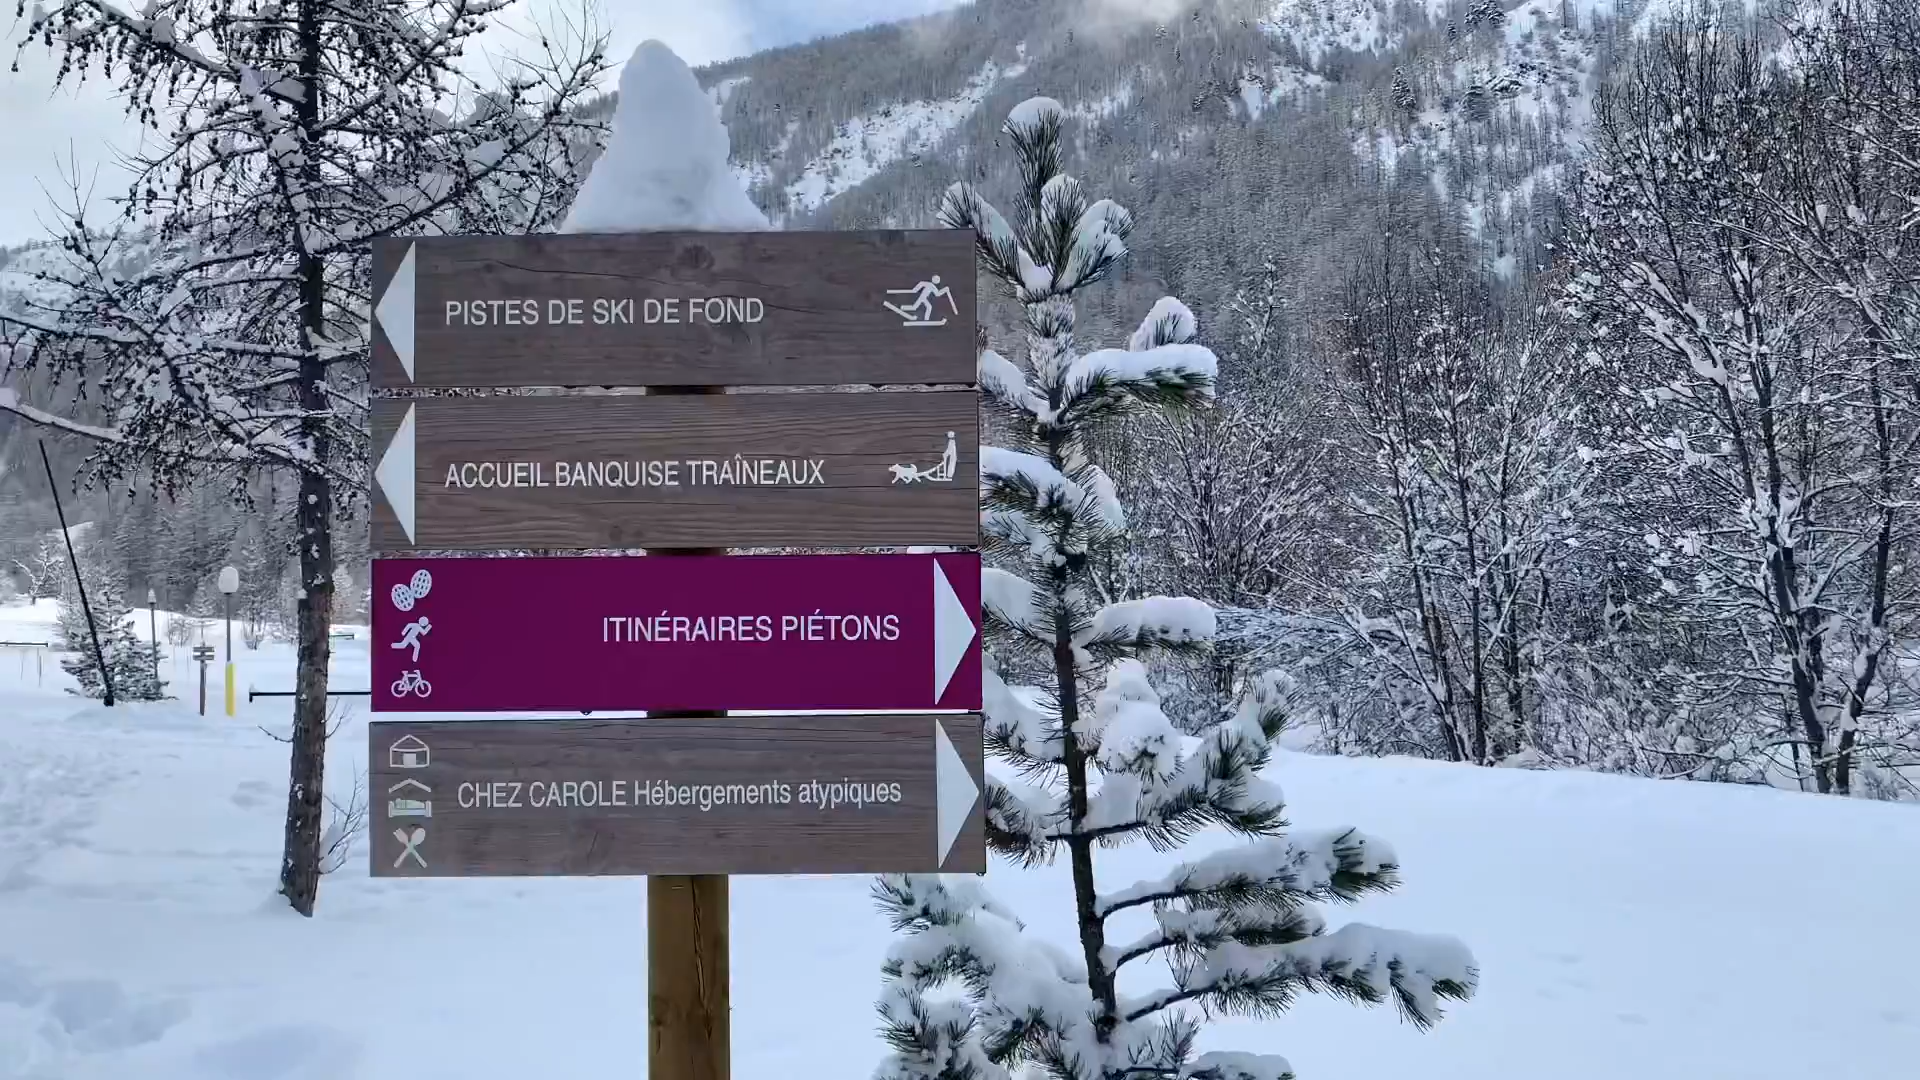 PISTES DE SKI DE FOND
ACCUEIL BANQUISE TRAÎNEAUX
ITINÉRAIRES PIÉTONS
CHEZ CAROLE Hébergements atypiques